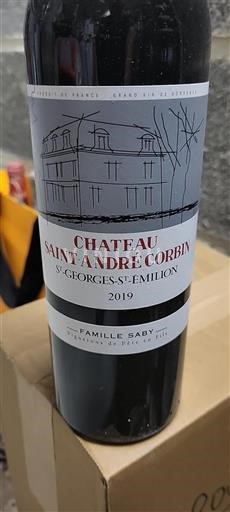 PRODUIT DE FRANCE - GRAND VIN DE BORDEAUX
CHATEAU
SAINT ANDRÉ CORBIN
ST-GEORGES-ST-ÉMILION
2019
FAMILLE SABY
Vignerons de Père en Fils